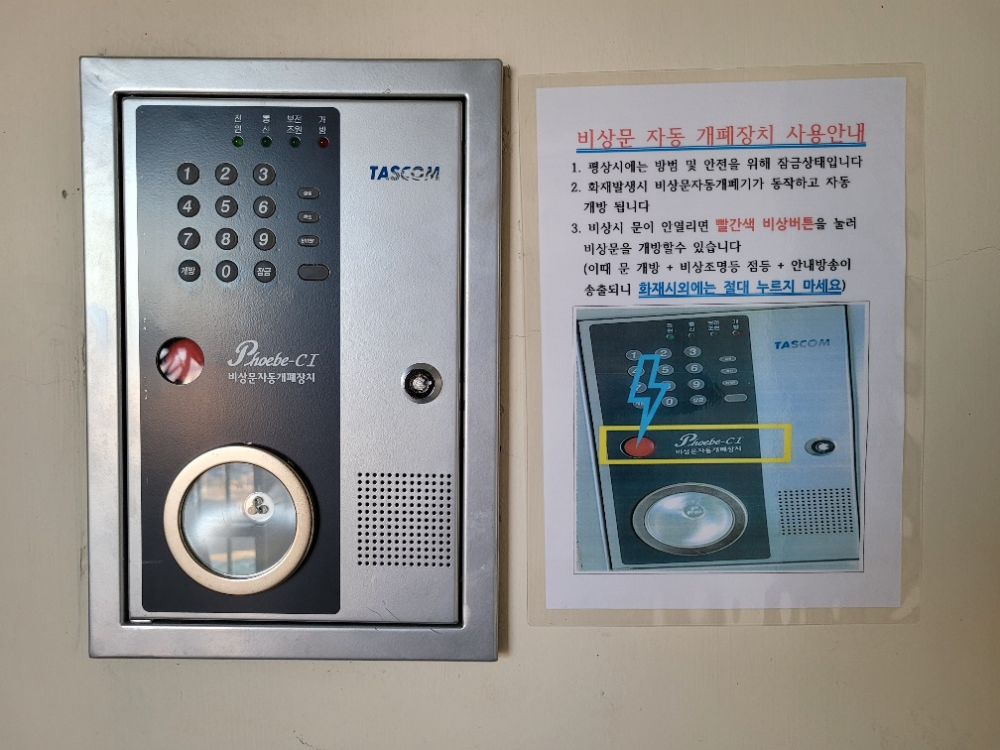 전원 통신 보조전원 개방
TASCOM
1 2 3
4 5 6
7 8 9
개방 0 잠금
Phoebe-CI
비상문자동개폐장치
비상문 자동 개폐장치 사용안내
1. 평상시에는 방범 및 안전을 위해 잠금상태입니다
2. 화재발생시 비상문자동개폐기가 동작하고 자동
개방 됩니다
3. 비상시 문이 안열리면 빨간색 비상버튼을 눌러
비상문을 개방할수 있습니다
(이때 문 개방 + 비상조명등 점등 + 안내방송이
송출되니 화재시외에는 절대 누르지 마세요)
TASCOM
1 2 3
5 6
7 9
0
Phoebe-CI
비상문자동개폐장치